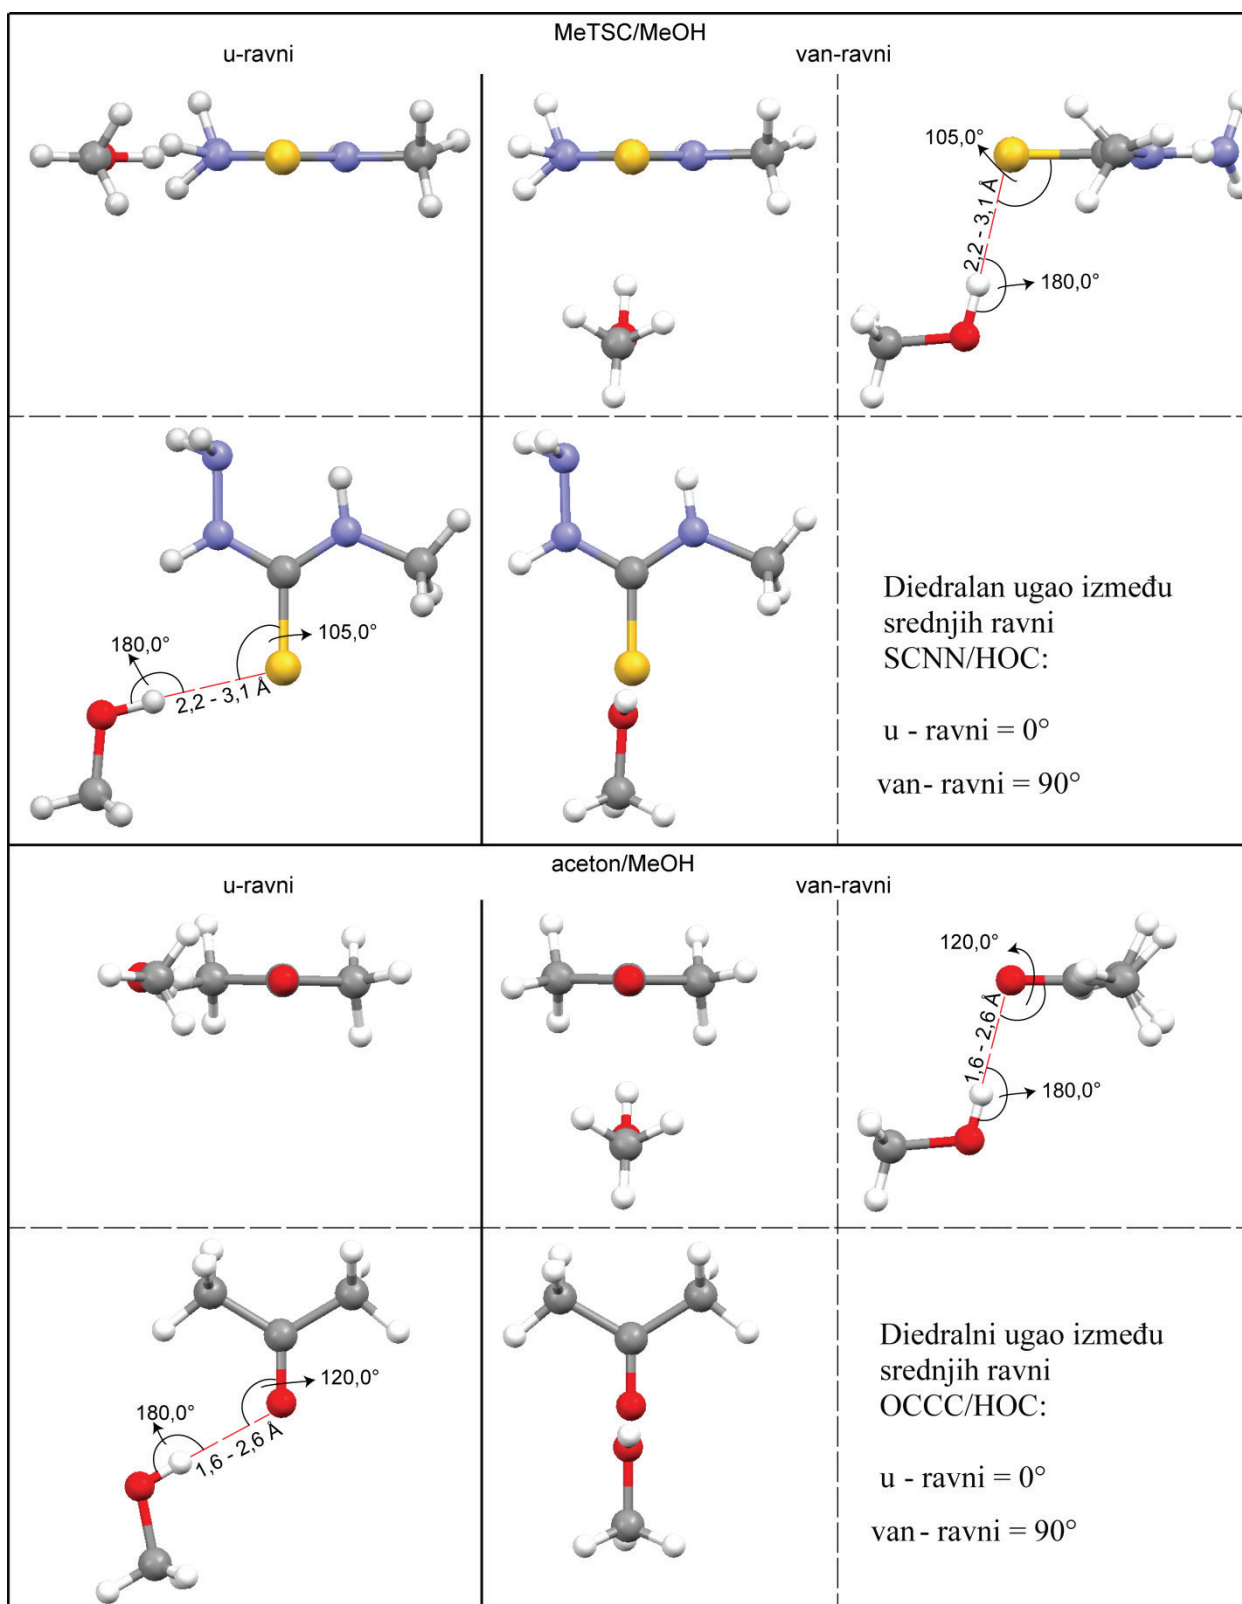 MeTSC/MeOH
u-ravni
van-ravni
105,0°
2,2 - 3,1 Å
180,0°
180,0°
105,0°
2,2 - 3,1 Å
Diedralan ugao između
srednjih ravni
SCNN/HOC:
u - ravni = 0°
van- ravni = 90°
aceton/MeOH
u-ravni
van-ravni
120,0°
1,6 - 2,6 Å
180,0°
120,0°
180,0°
1,6 - 2,6 Å
Diedralni ugao između
srednjih ravni
OCCC/HOC:
u - ravni = 0°
van- ravni = 90°